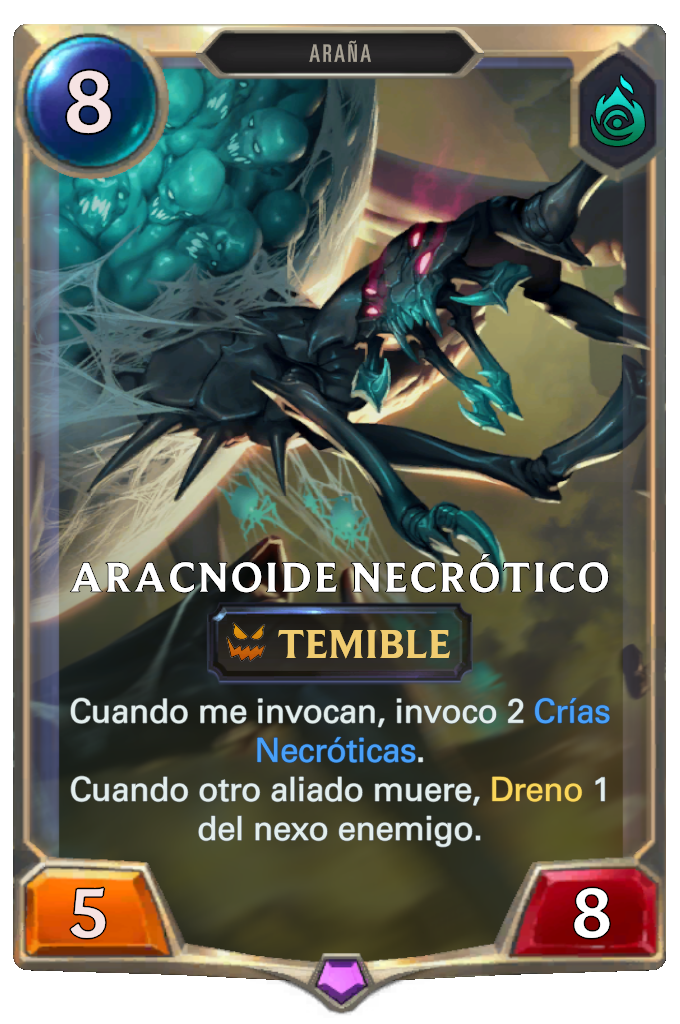 8
ARAÑA
ARACNOIDE NECRÓTICO
TEMIBLE
Cuando me invocan, invoco 2 Crías
Necróticas.
Cuando otro aliado muere, Dreno 1
del nexo enemigo.
5
8